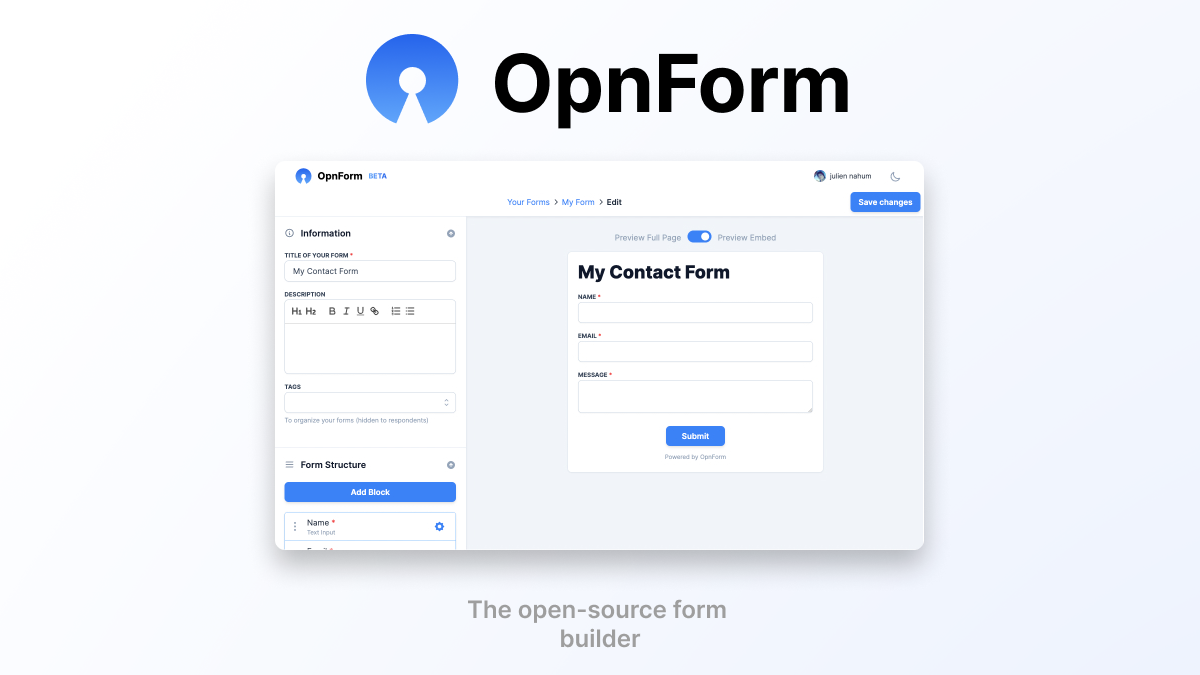 OpnForm
OpnForm BETA
julien nahum
Your Forms > My Form > Edit
Save changes
Information
TITLE OF YOUR FORM *
My Contact Form
DESCRIPTION
H1 H2 B I U
TAGS
To organize your forms (hidden to respondents)
Form Structure
Add Block
Name *
Text Input
Preview Full Page
Preview Embed
My Contact Form
NAME *
EMAIL *
MESSAGE *
Submit
Powered by OpnForm
The open-source form
builder